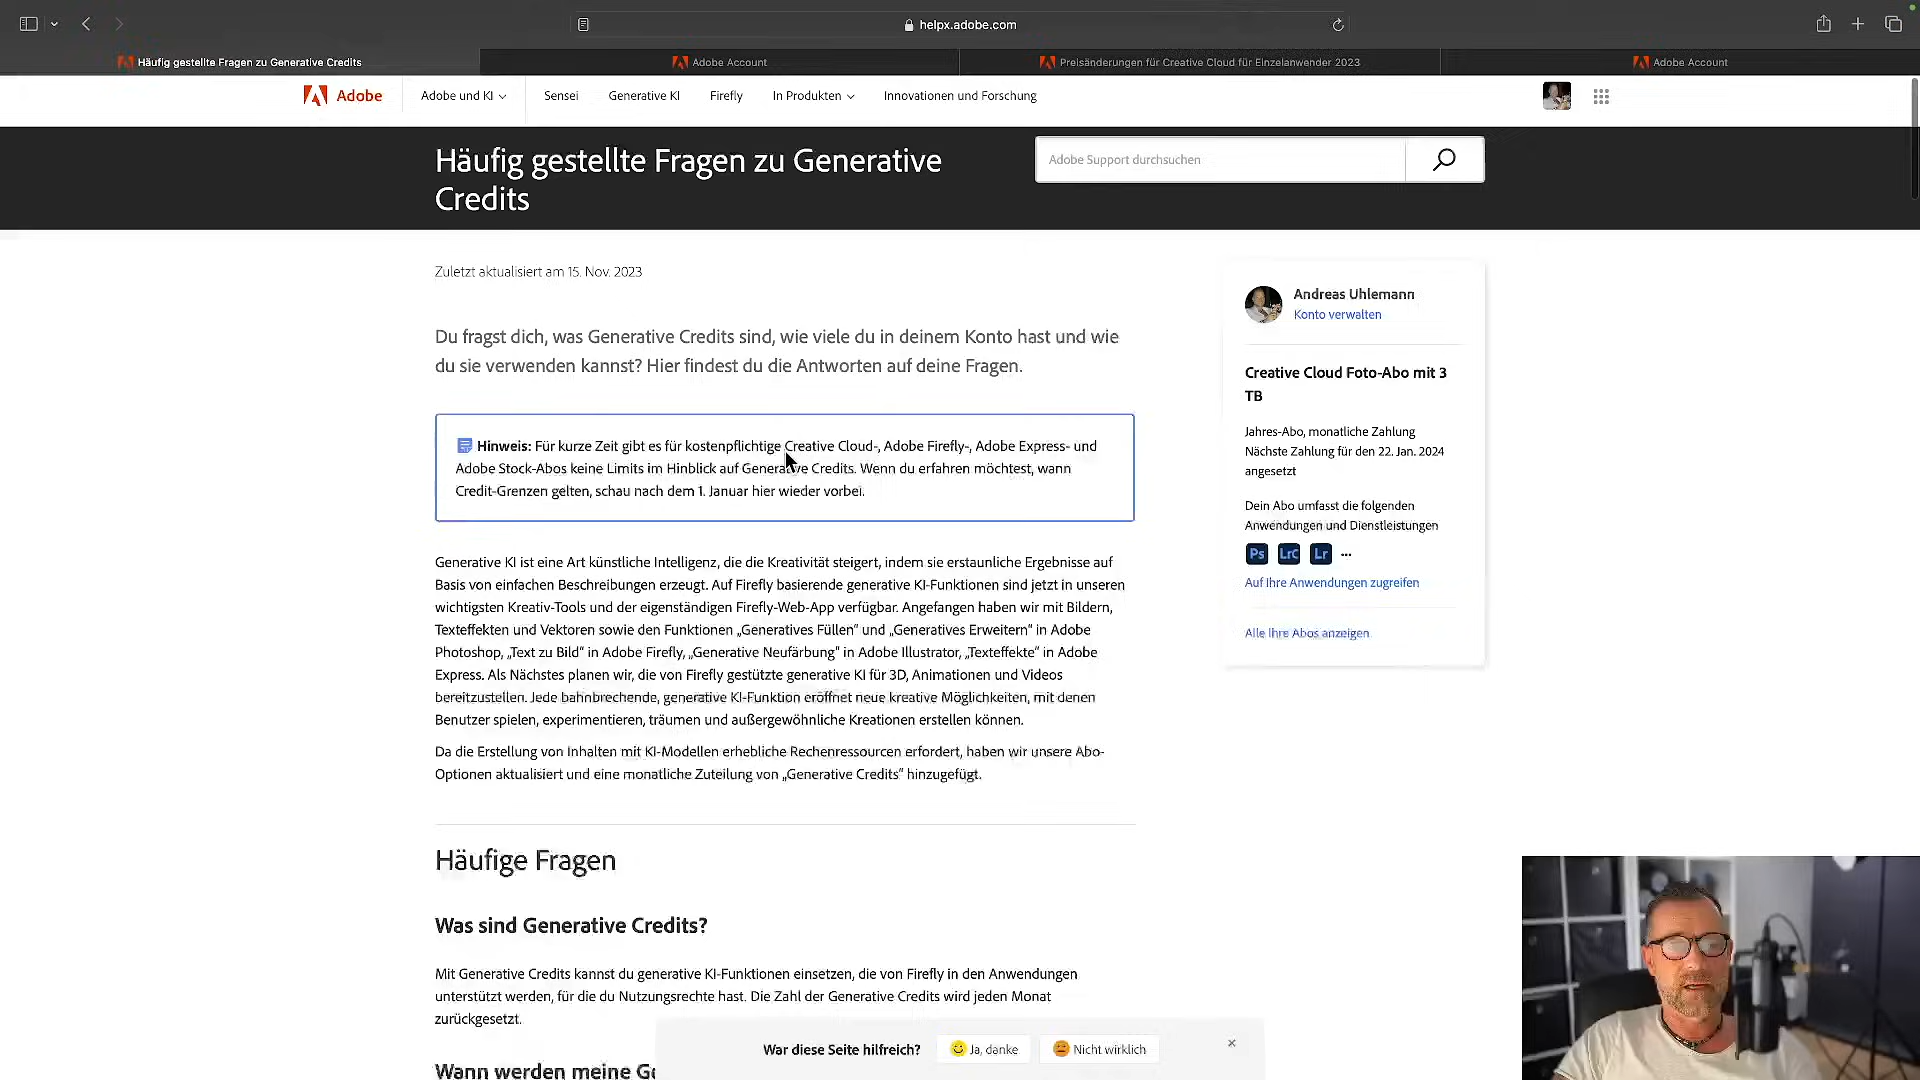 helpx.adobe.com
Häufig gestellte Fragen zu Generative Credits
Adobe Account
Preisänderungen für Creative Cloud für Einzelanwender 2023
Adobe Account
Adobe
Adobe und KI
Sensei
Generative KI
Firefly
In Produkten
Innovationen und Forschung
Häufig gestellte Fragen zu Generative
Credits
Adobe Support durchsuchen
Zuletzt aktualisiert am 15. Nov. 2023
Du fragst dich, was Generative Credits sind, wie viele du in deinem Konto hast und wie
du sie verwenden kannst? Hier findest du die Antworten auf deine Fragen.
Hinweis: Für kurze Zeit gibt es für kostenpflichtige Creative Cloud-, Adobe Firefly-, Adobe Express- und
Adobe Stock-Abos keine Limits im Hinblick auf Generative Credits. Wenn du erfahren möchtest, wann
Credit-Grenzen gelten, schau nach dem 1. Januar hier wieder vorbei.
Generative KI ist eine Art künstliche Intelligenz, die die Kreativität steigert, indem sie erstaunliche Ergebnisse auf
Basis von einfachen Beschreibungen erzeugt. Auf Firefly basierende generative KI-Funktionen sind jetzt in unseren
wichtigsten Kreativ-Tools und der eigenständigen Firefly-Web-App verfügbar. Angefangen haben wir mit Bildern,
Texteffekten und Vektoren sowie den Funktionen „Generatives Füllen“ und „Generatives Erweitern“ in Adobe
Photoshop, „Text zu Bild“ in Adobe Firefly, „Generative Neufärbung“ in Adobe Illustrator, „Texteffekte“ in Adobe
Express. Als Nächstes planen wir, die von Firefly gestützte generative KI für 3D, Animationen und Videos
bereitzustellen. Jede bahnbrechende, generative KI-Funktion eröffnet neue kreative Möglichkeiten, mit denen
Benutzer spielen, experimentieren, träumen und außergewöhnliche Kreationen erstellen können.
Da die Erstellung von Inhalten mit KI-Modellen erhebliche Rechenressourcen erfordert, haben wir unsere Abo-
Optionen aktualisiert und eine monatliche Zuteilung von „Generative Credits“ hinzugefügt.
Häufige Fragen
Was sind Generative Credits?
Mit Generative Credits kannst du generative KI-Funktionen einsetzen, die von Firefly in den Anwendungen
unterstützt werden, für die du Nutzungsrechte hast. Die Zahl der Generative Credits wird jeden Monat
zurückgesetzt.
Wann werden meine Ge
Andreas Uhlemann
Konto verwalten
Creative Cloud Foto-Abo mit 3
TB
Jahres-Abo, monatliche Zahlung
Nächste Zahlung für den 22. Jan. 2024
angesetzt
Dein Abo umfasst die folgenden
Anwendungen und Dienstleistungen
Ps LrC Lr ...
Auf Ihre Anwendungen zugreifen
Alle Ihre Abos anzeigen
War diese Seite hilfreich?
Ja, danke
Nicht wirklich